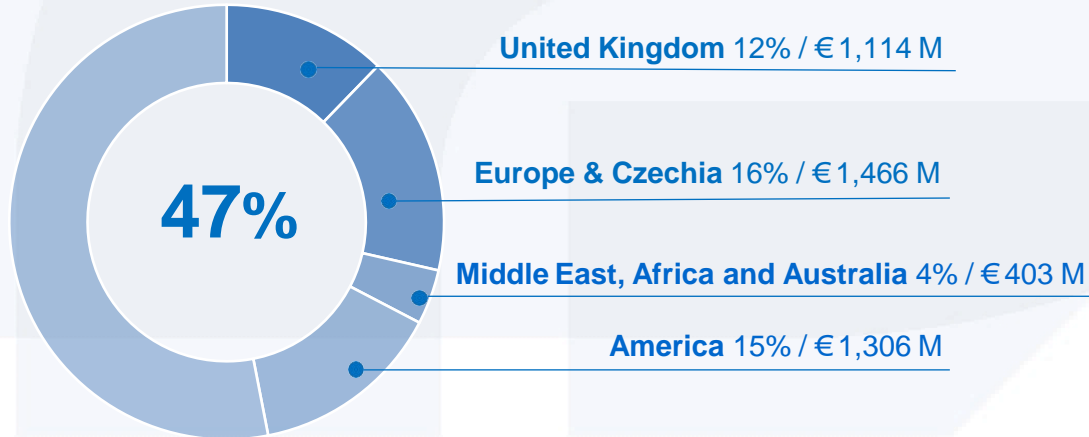 United Kingdom 12% / € 1,114 M
47%
Europe & Czechia 16% / € 1,466 M
Middle East, Africa and Australia 4% / € 403 M
America 15% / € 1,306 M